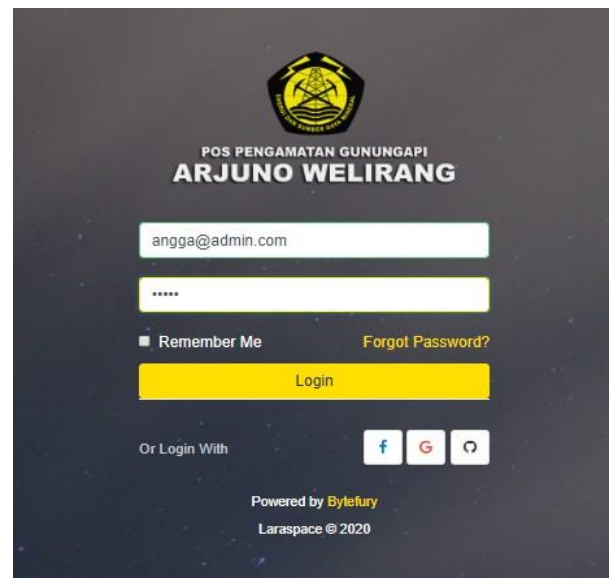 POS PENGAMATAN GUNUNGAPI
ARJUNO WELIRANG
angga@admin.com
•••••
Remember Me Forgot Password?
Login
Or Login With
Powered by Bytefury
Laraspace © 2020